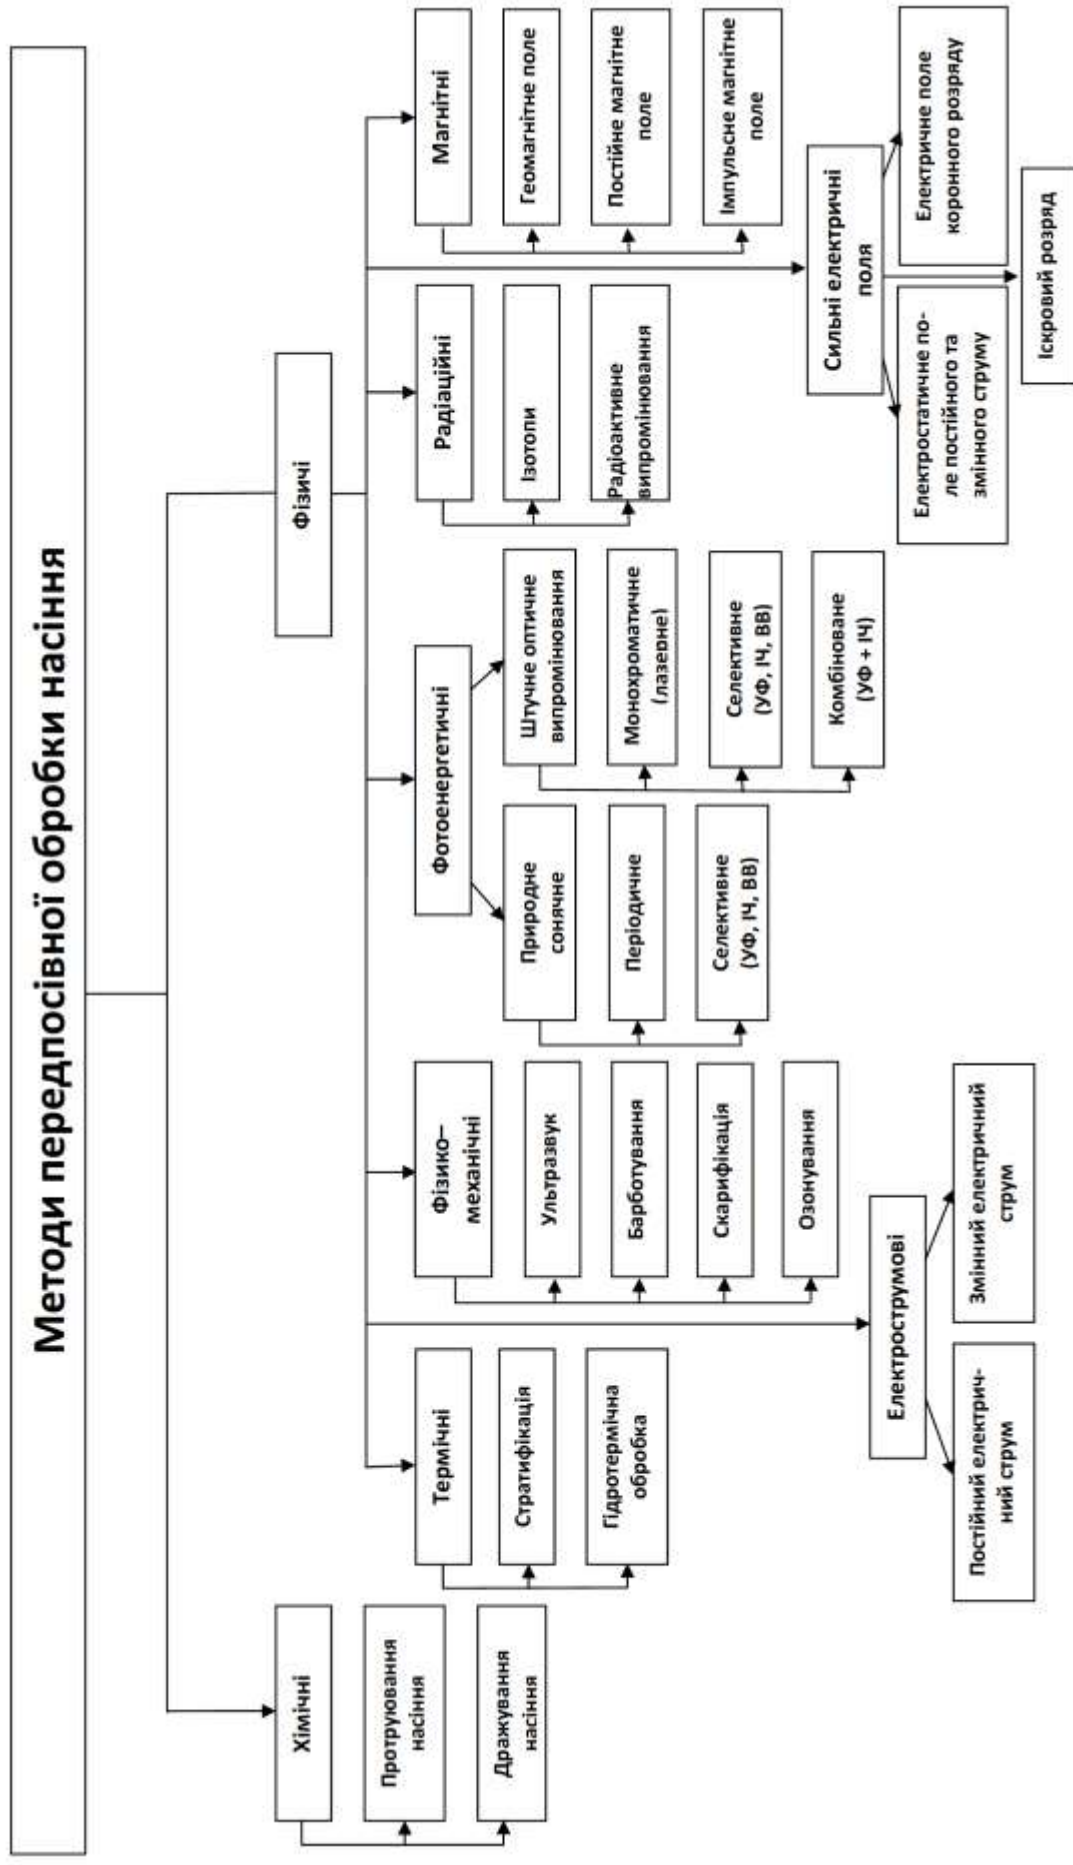 Методи передпосівної обробки насіння
Хімічні
Протруювання
насіння
Дражування
насіння
Фізичі
Термічні
Стратифікація
Гідротермічна
обробка
Фізико–
механічні
Ультразвук
Барботування
Скарифікація
Озонування
Фотоенергетичні
Природне
сонячне
Періодичне
Селективне
(УФ, ІЧ, ВВ)
Штучне оптичне
випромінювання
Монохроматичне
(лазерне)
Селективне
(УФ, ІЧ, ВВ)
Комбіноване
(УФ + ІЧ)
Радіаційні
Ізотопи
Радіоактивне
випромінювання
Магнітні
Геомагнітне поле
Постійне магнітне
поле
Імпульсне магнітне
поле
Електрострумові
Постійний електрич-
ний струм
Змінний електричний
струм
Сильні електричні
поля
Електростатичне по-
ле постійного та
змінного струму
Електричне поле
коронного розряду
Іскровий розряд